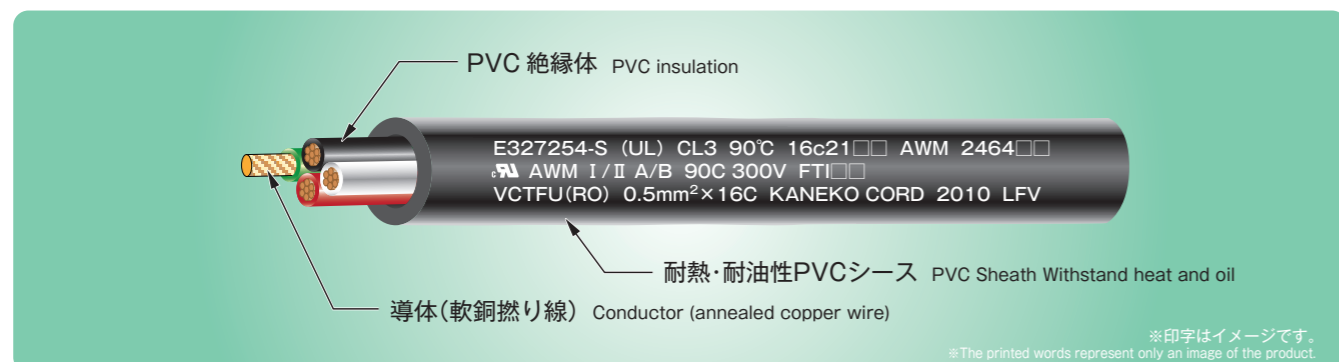 PVC 絶縁体 PVC insulation
E327254-S (UL) CL3 90℃ 16c21□□ AWM 2464□□
cRU AWM Ⅰ/Ⅱ A/B 90C 300V FTI□□
VCTFU(RO) 0.5mm²×16C KANEKO CORD 2010 LFV
耐熱・耐油性PVCシース PVC Sheath Withstand heat and oil
導体(軟銅撚り線) Conductor (annealed copper wire)
※印字はイメージです。
※The printed words represent only an image of the product.